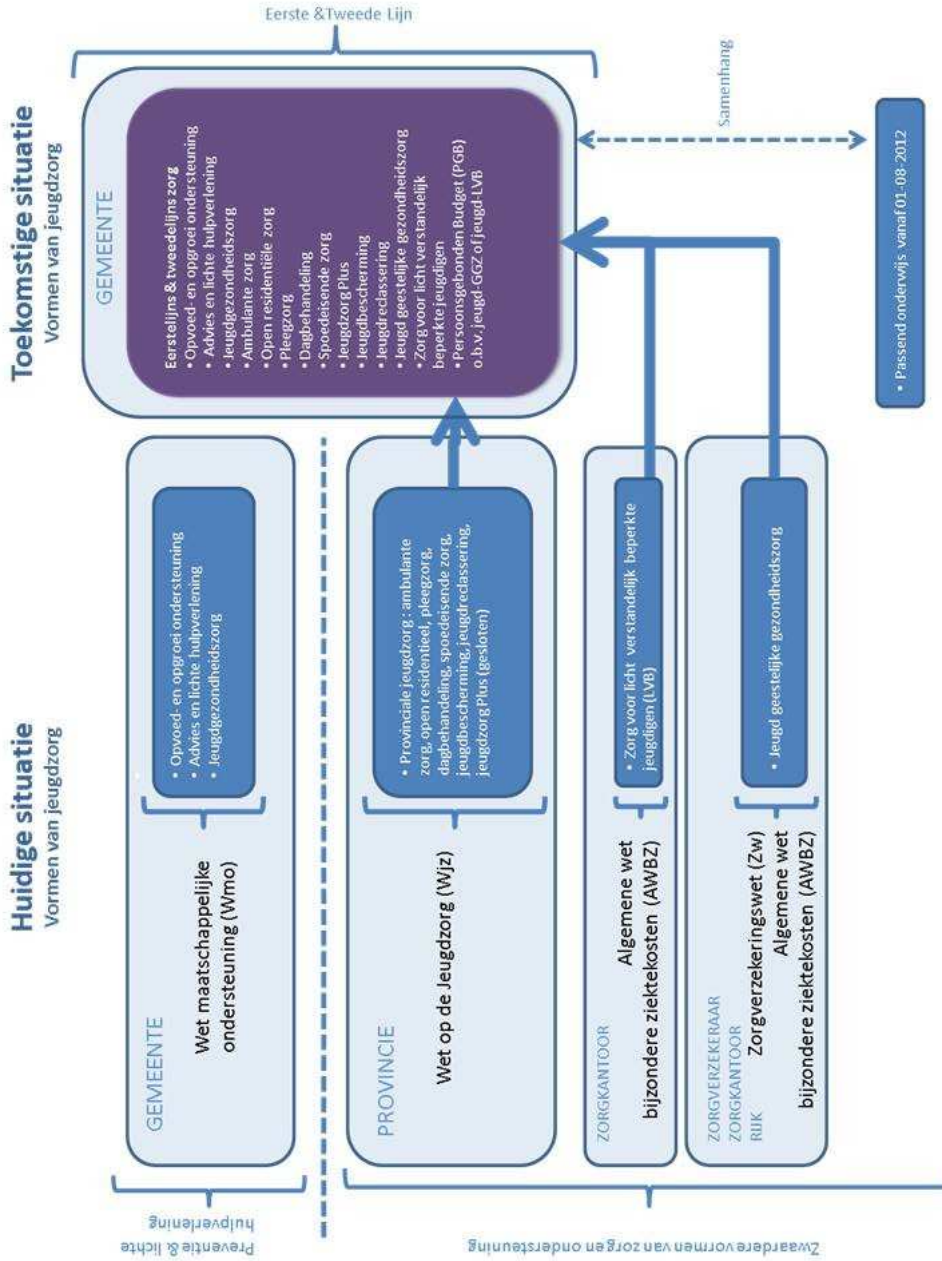 Huidige situatie
Vormen van jeugdzorg
Toekomstige situatie
Vormen van jeugdzorg
Preventie & lichte
hulpverlening
GEMEENTE
Wet maatschappelijke
ondersteuning (Wmo)
• Opvoed- en opgroei ondersteuning
• Advies en lichte hulpverlening
• Jeugdgezondheidszorg
Zwaardere vormen van zorg en ondersteuning
PROVINCIE
Wet op de Jeugdzorg (Wjz)
• Provinciale jeugdzorg : ambulante
zorg, open residentieel, pleegzorg,
dagbehandeling, spoedeisende zorg,
jeugdbescherming, jeugdreclassering,
jeugdzorg Plus (gesloten)
ZORGKANTOOR
Algemene wet
bijzondere ziektekosten (AWBZ)
• Zorg voor licht verstandelijk beperkte
jeugdigen (LVB)
ZORGVERZEKERAAR
ZORGKANTOOR
RIJK
Zorgverzekeringswet (Zw)
Algemene wet
bijzondere ziektekosten (AWBZ)
• Jeugd geestelijke gezondheidszorg
GEMEENTE
Eerstelijns & tweedelijns zorg
• Opvoed- en opgroei ondersteuning
• Advies en lichte hulpverlening
• Jeugdgezondheidszorg
• Ambulante zorg
• Open residentiële zorg
• Pleegzorg
• Dagbehandeling
• Spoedeisende zorg
• Jeugdzorg Plus
• Jeugdbescherming
• Jeugdreclassering
• Jeugd geestelijke gezondheidszorg
• Zorg voor licht verstandelijk
beperkte jeugdigen
• Persoonsgebonden Budget (PGB)
o.b.v. jeugd-GGZ of jeugd-LVB
Eerste &Tweede Lijn
Samenhang
• Passend onderwijs vanaf 01-08-2012